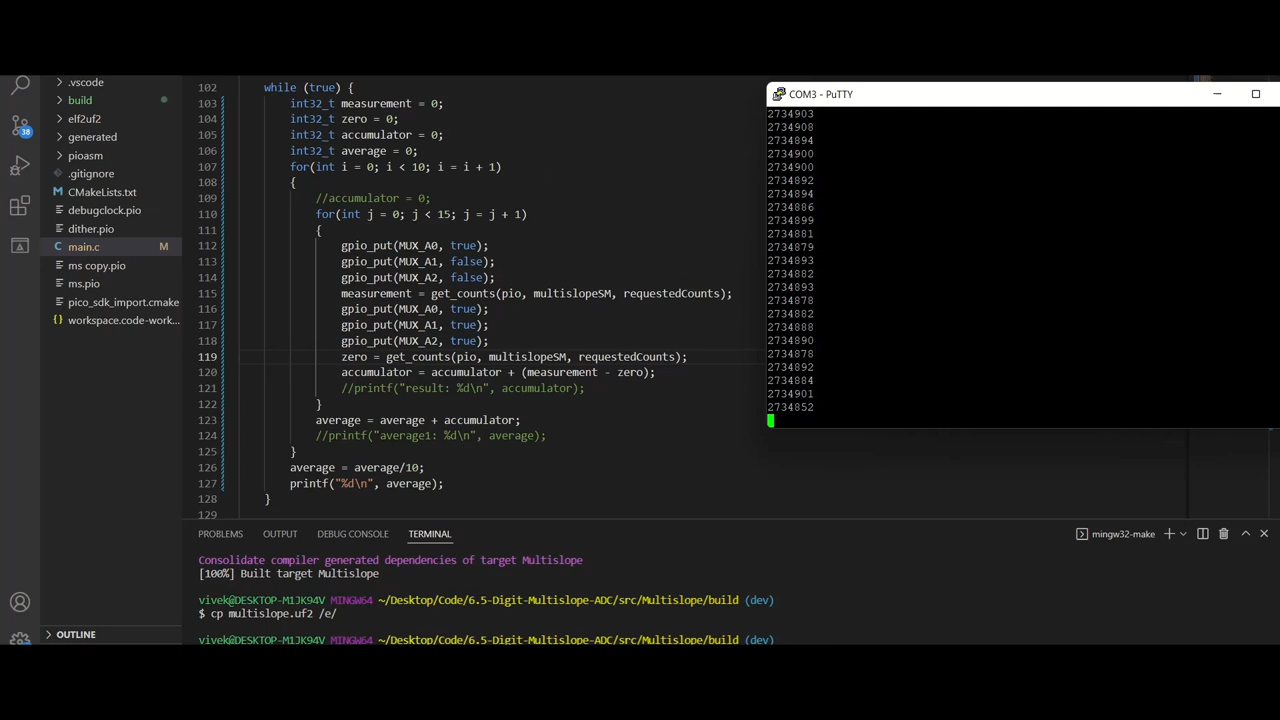 .vscode
build
elf2uf2
generated
pioasm
.gitignore
CMakeLists.txt
debugclock.pio
dither.pio
main.c M
ms copy.pio
ms.pio
pico_sdk_import.cmake
workspace.code-work...
OUTLINE
38
102 while (true) {
103 int32_t measurement = 0;
104 int32_t zero = 0;
105 int32_t accumulator = 0;
106 int32_t average = 0;
107 for(int i = 0; i < 10; i = i + 1)
108 {
109 //accumulator = 0;
110 for(int j = 0; j < 15; j = j + 1)
111 {
112 gpio_put(MUX_A0, true);
113 gpio_put(MUX_A1, false);
114 gpio_put(MUX_A2, false);
115 measurement = get_counts(pio, multislopeSM, requestedCounts);
116 gpio_put(MUX_A0, true);
117 gpio_put(MUX_A1, true);
118 gpio_put(MUX_A2, true);
119 zero = get_counts(pio, multislopeSM, requestedCounts);
120 accumulator = accumulator + (measurement - zero);
121 //printf("result: %d\n", accumulator);
122 }
123 average = average + accumulator;
124 //printf("average1: %d\n", average);
125 }
126 average = average/10;
127 printf("%d\n", average);
128 }
129
COM3 - PuTTY
2734903
2734908
2734894
2734900
2734900
2734892
2734894
2734886
2734899
2734881
2734879
2734893
2734882
2734893
2734878
2734882
2734888
2734890
2734878
2734892
2734884
2734901
2734852
PROBLEMS OUTPUT DEBUG CONSOLE TERMINAL mingw32-make
Consolidate compiler generated dependencies of target Multislope
[100%] Built target Multislope
vivek@DESKTOP-M1JK94V MINGW64 ~/Desktop/Code/6.5-Digit-Multislope-ADC/src/Multislope/build (dev)
$ cp multislope.uf2 /e/
vivek@DESKTOP-M1JK94V MINGW64 ~/Desktop/Code/6.5-Digit-Multislope-ADC/src/Multislope/build (dev)